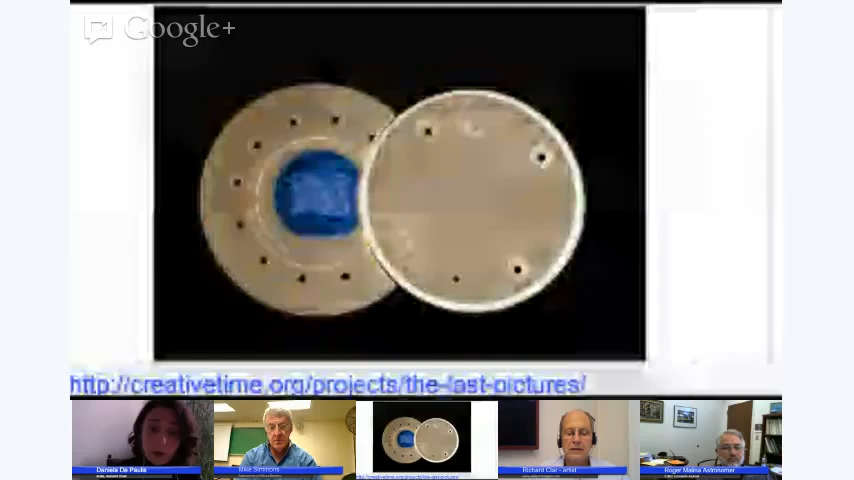 Google+
http://creativetime.org/projects/the-last-pictures/
Daniela De Paulis
Mike Simmons
Richard Clar - artist
Roger Malina Astronomer